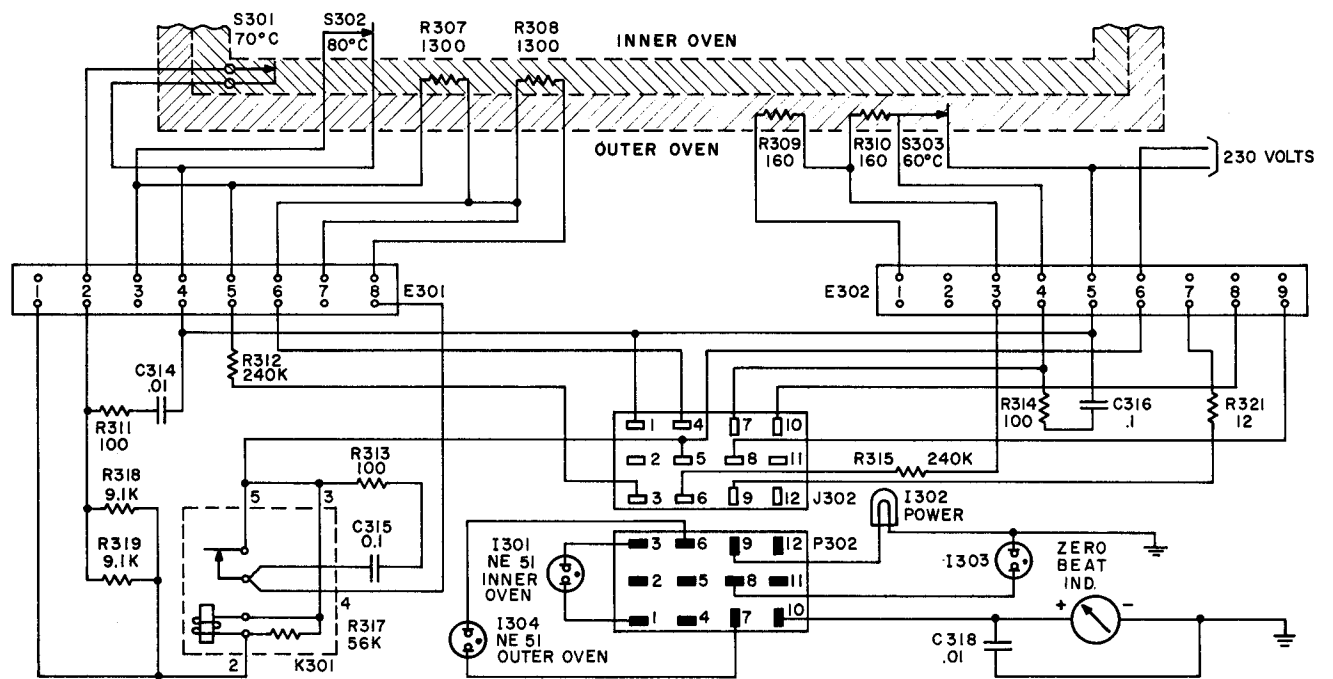 S301
70°C
S302
80°C
R307
1300
R308
1300
INNER OVEN
OUTER OVEN
R309
160
R310
160
S303
60°C
230 VOLTS
1 2 3 4 5 6 7 8
E301
E302
1 2 3 4 5 6 7 8 9
R312
240K
C314
.01
R311
100
R314
100
C316
.1
R321
12
1 4 7 10
2 5 8 11
3 6 9 12
J302
R315 240K
R313
100
R318
9.1K
R319
9.1K
5 3
C315
0.1
4
R317
56K
2
K301
I302
POWER
3 6 9 12
P302
2 5 8 11
1 4 7 10
I301
NE 51
INNER
OVEN
I304
NE 51
OUTER OVEN
I303
ZERO
BEAT
IND.
+ -
C318
.01